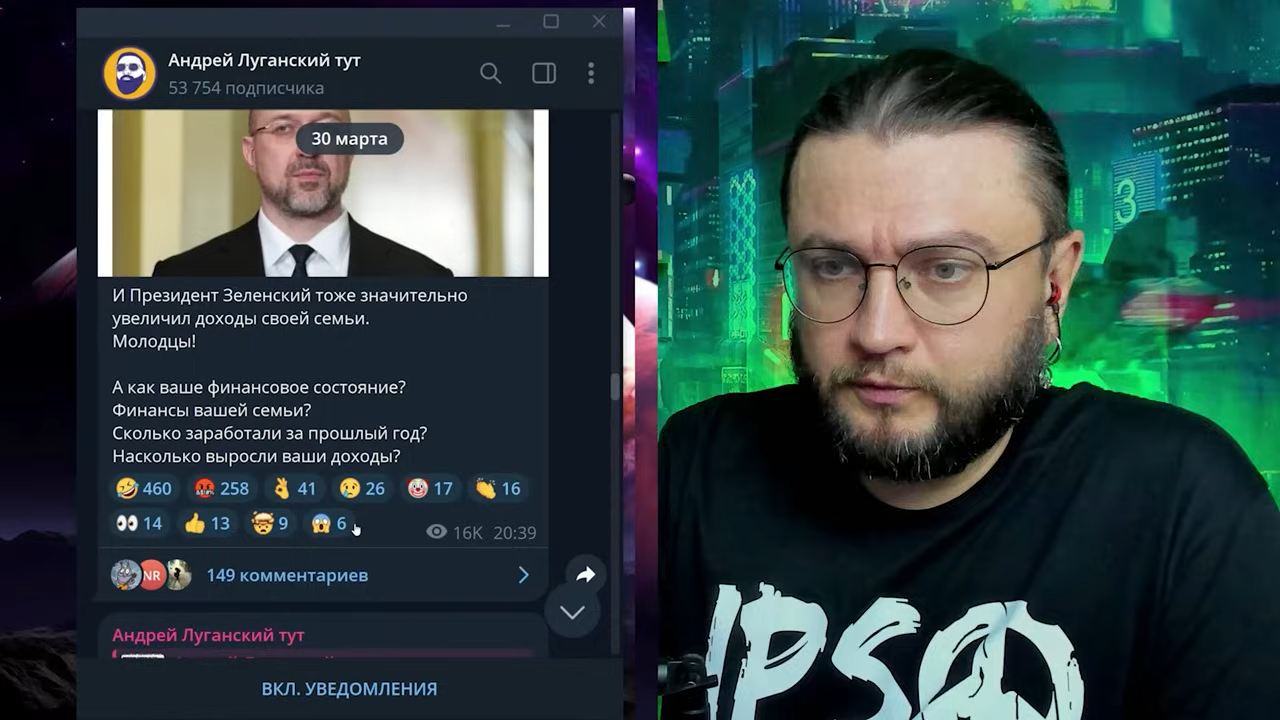 Андрей Луганский тут
53 754 подписчика
30 марта
И Президент Зеленский тоже значительно
увеличил доходы своей семьи.
Молодцы!
А как ваше финансовое состояние?
Финансы вашей семьи?
Сколько заработали за прошлый год?
Насколько выросли ваши доходы?
460 258 41 26 17 16
14 13 9 6
16K 20:39
NR
149 комментариев
Андрей Луганский тут
ВКЛ. УВЕДОМЛЕНИЯ
3
IPSO